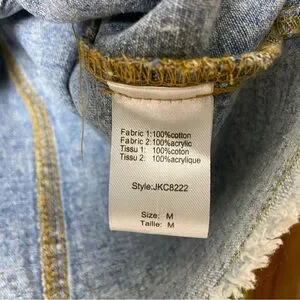 Fabric 1:100%cotton
Fabric 2:100%acrylic
Tissu 1: 100%coton
Tissu 2: 100%acrylique
Style:JKC8222
Size: M
Taille: M